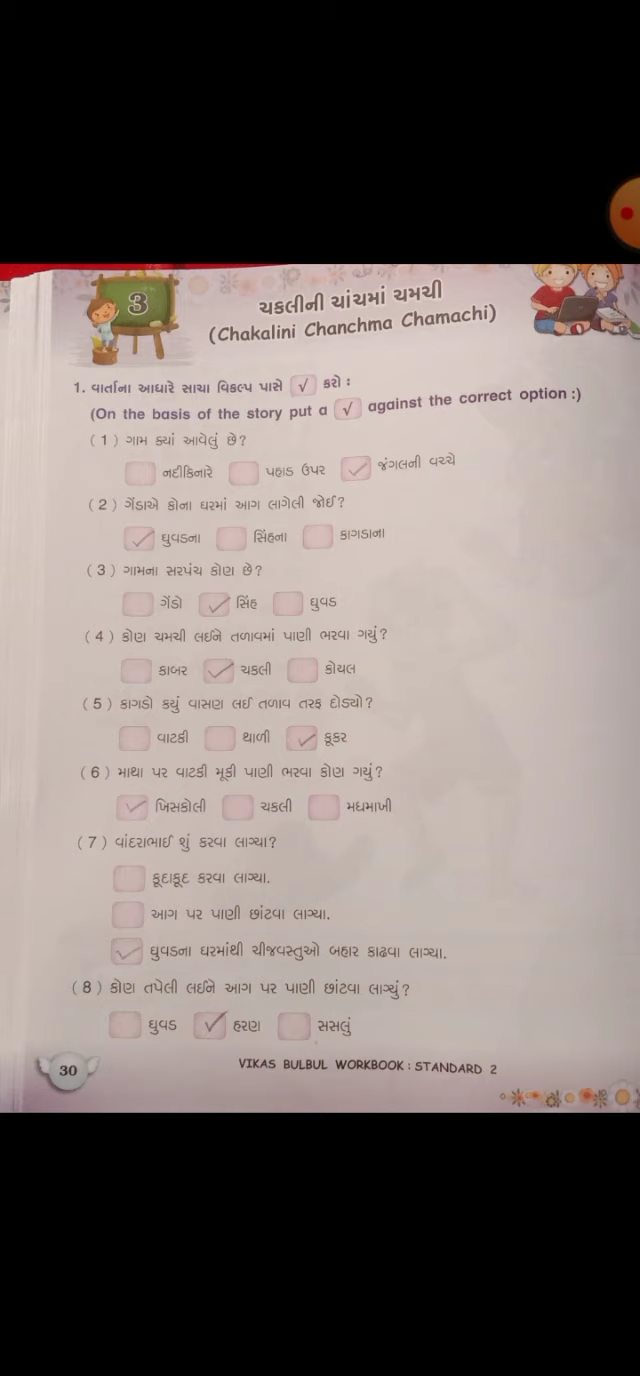 3
ચકલીની ચાંચમાં ચમચી
(Chakalini Chanchma Chamachi)
1. વાર્તાના આધારે સાચા વિકલ્પ પાસે √ કરો :
(On the basis of the story put a √ against the correct option :)
(1) ગામ ક્યાં આવેલું છે?
નદીકિનારે પહાડ ઉપર ✓ જંગલની વચ્ચે
(2) ગેંડાએ કોના ઘરમાં આગ લાગેલી જોઈ?
✓ ઘુવડના સિંહના કાગડાના
(3) ગામના સરપંચ કોણ છે?
ગેંડો ✓ સિંહ ઘુવડ
(4) કોણ ચમચી લઈને તળાવમાં પાણી ભરવા ગયું?
કાબર ✓ ચકલી કોયલ
(5) કાગડો કયું વાસણ લઈ તળાવ તરફ દોડ્યો?
વાટકી થાળી ✓ કૂકર
(6) માથા પર વાટકી મૂકી પાણી ભરવા કોણ ગયું?
✓ ખિસકોલી ચકલી મધમાખી
(7) વાંદરાભાઈ શું કરવા લાગ્યા?
કૂદાકૂદ કરવા લાગ્યા.
આગ પર પાણી છાંટવા લાગ્યા.
✓ ઘુવડના ઘરમાંથી ચીજવસ્તુઓ બહાર કાઢવા લાગ્યા.
(8) કોણ તપેલી લઈને આગ પર પાણી છાંટવા લાગ્યું?
ઘુવડ ✓ હરણ સસલું
30
VIKAS BULBUL WORKBOOK : STANDARD 2